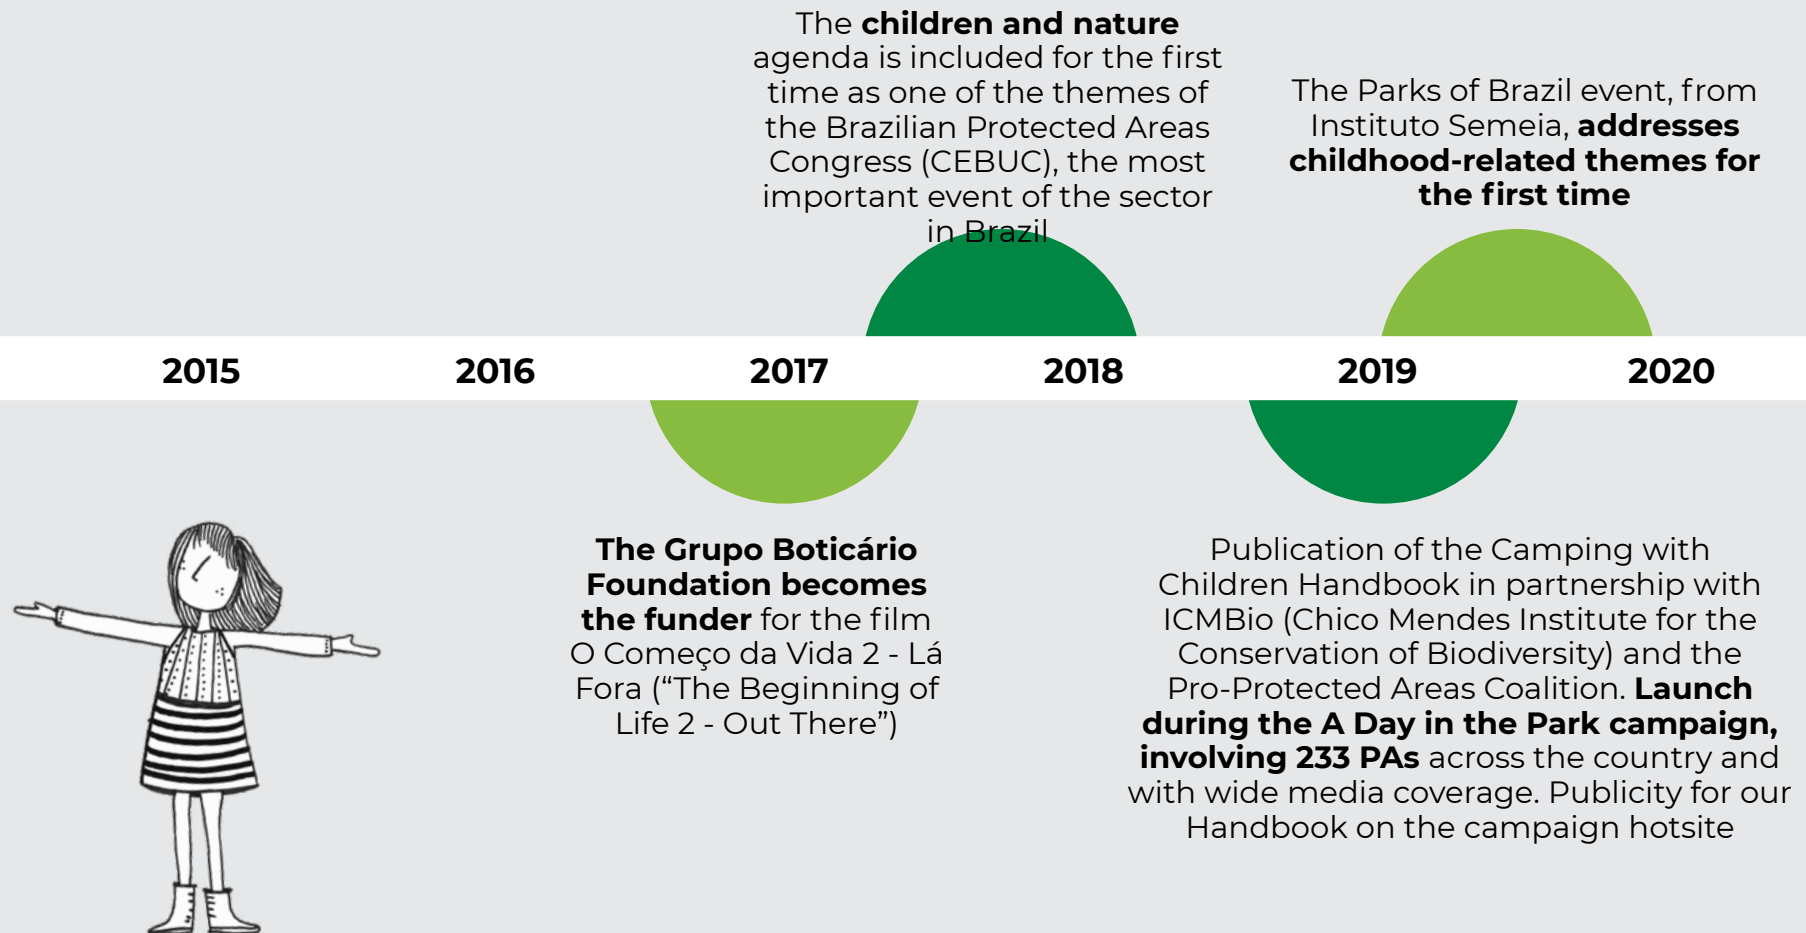 The children and nature
agenda is included for the first
time as one of the themes of
the Brazilian Protected Areas
Congress (CEBUC), the most
important event of the sector
in Brazil
The Parks of Brazil event, from
Instituto Semeia, addresses
childhood-related themes for
the first time
2015 2016 2017 2018 2019 2020
The Grupo Boticário
Foundation becomes
the funder for the film
O Começo da Vida 2 - Lá
Fora (“The Beginning of
Life 2 - Out There”)
Publication of the Camping with
Children Handbook in partnership with
ICMBio (Chico Mendes Institute for the
Conservation of Biodiversity) and the
Pro-Protected Areas Coalition. Launch
during the A Day in the Park campaign,
involving 233 PAs across the country and
with wide media coverage. Publicity for our
Handbook on the campaign hotsite